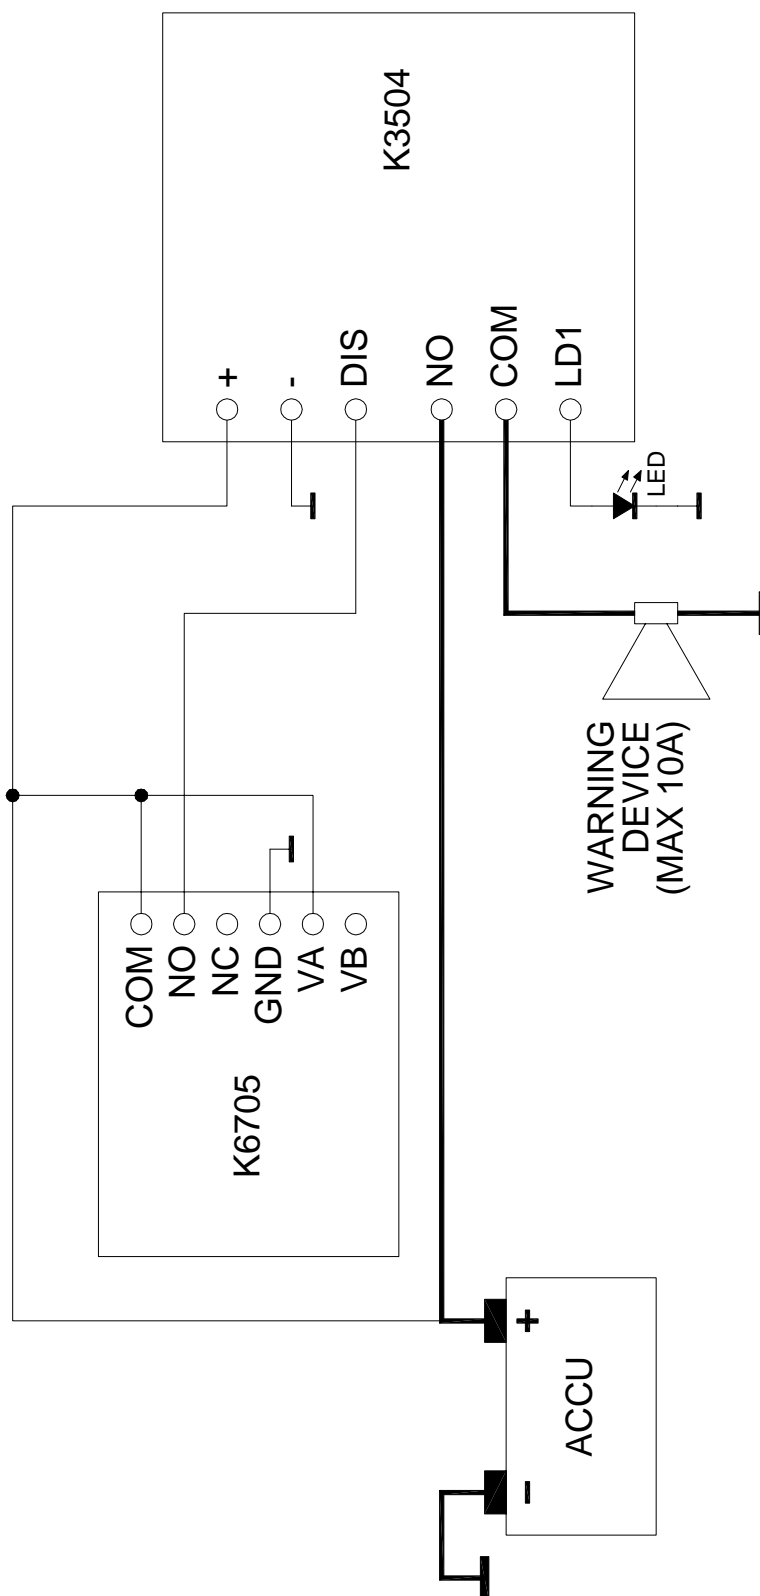 K3504
+
-
DIS
NO
COM
LD1
LED
WARNING
DEVICE
(MAX 10A)
COM
NO
NC
GND
VA
VB
K6705
+
-
ACCU